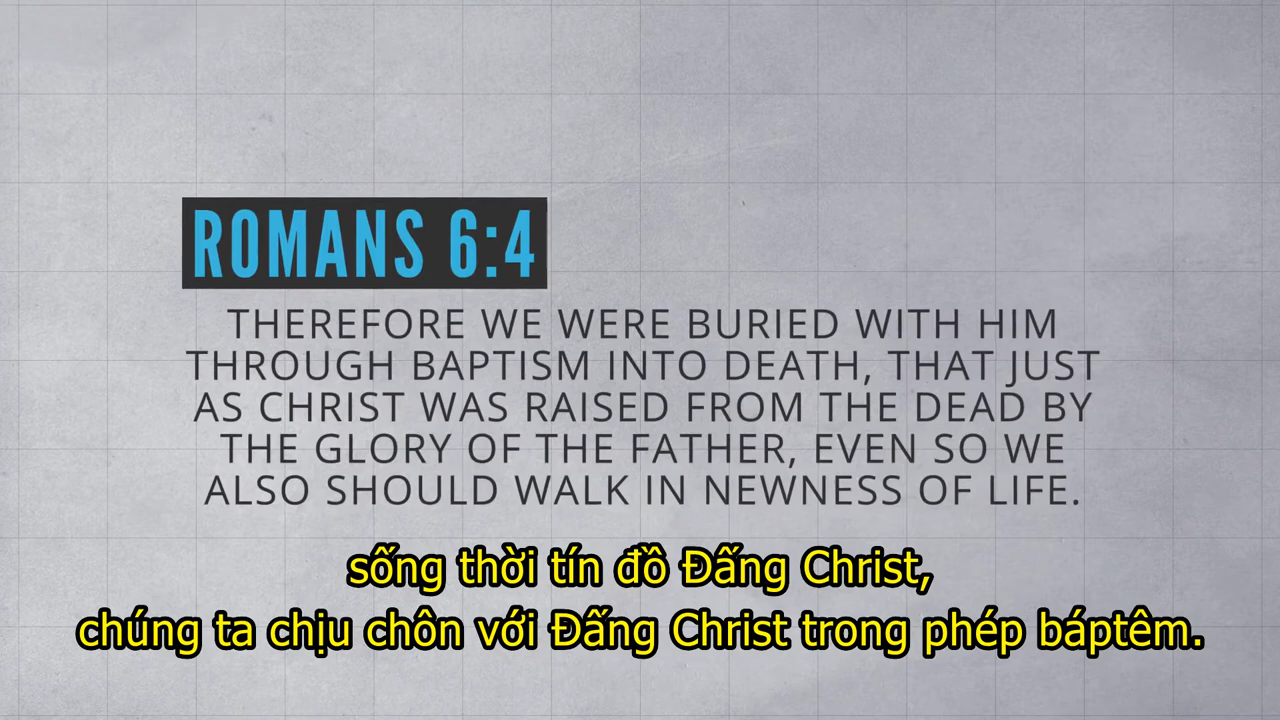 ROMANS 6:4
THEREFORE WE WERE BURIED WITH HIM
THROUGH BAPTISM INTO DEATH, THAT JUST
AS CHRIST WAS RAISED FROM THE DEAD BY
THE GLORY OF THE FATHER, EVEN SO WE
ALSO SHOULD WALK IN NEWNESS OF LIFE.
sống thời tín đồ Đấng Christ,
chúng ta chịu chôn với Đấng Christ trong phép báptêm.